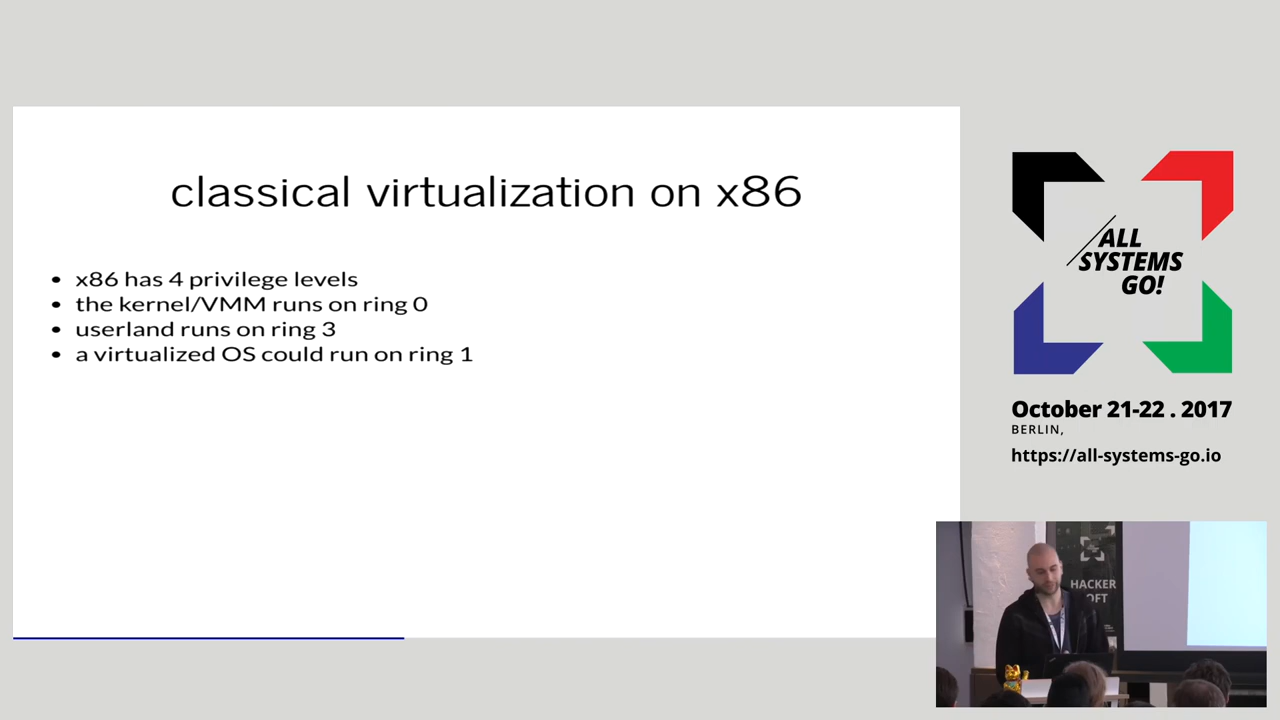 classical virtualization on x86
• x86 has 4 privilege levels
• the kernel/VMM runs on ring 0
• userland runs on ring 3
• a virtualized OS could run on ring 1
ALL
SYSTEMS
GO!
October 21-22 . 2017
BERLIN,
https://all-systems-go.io
HACKER
OFT